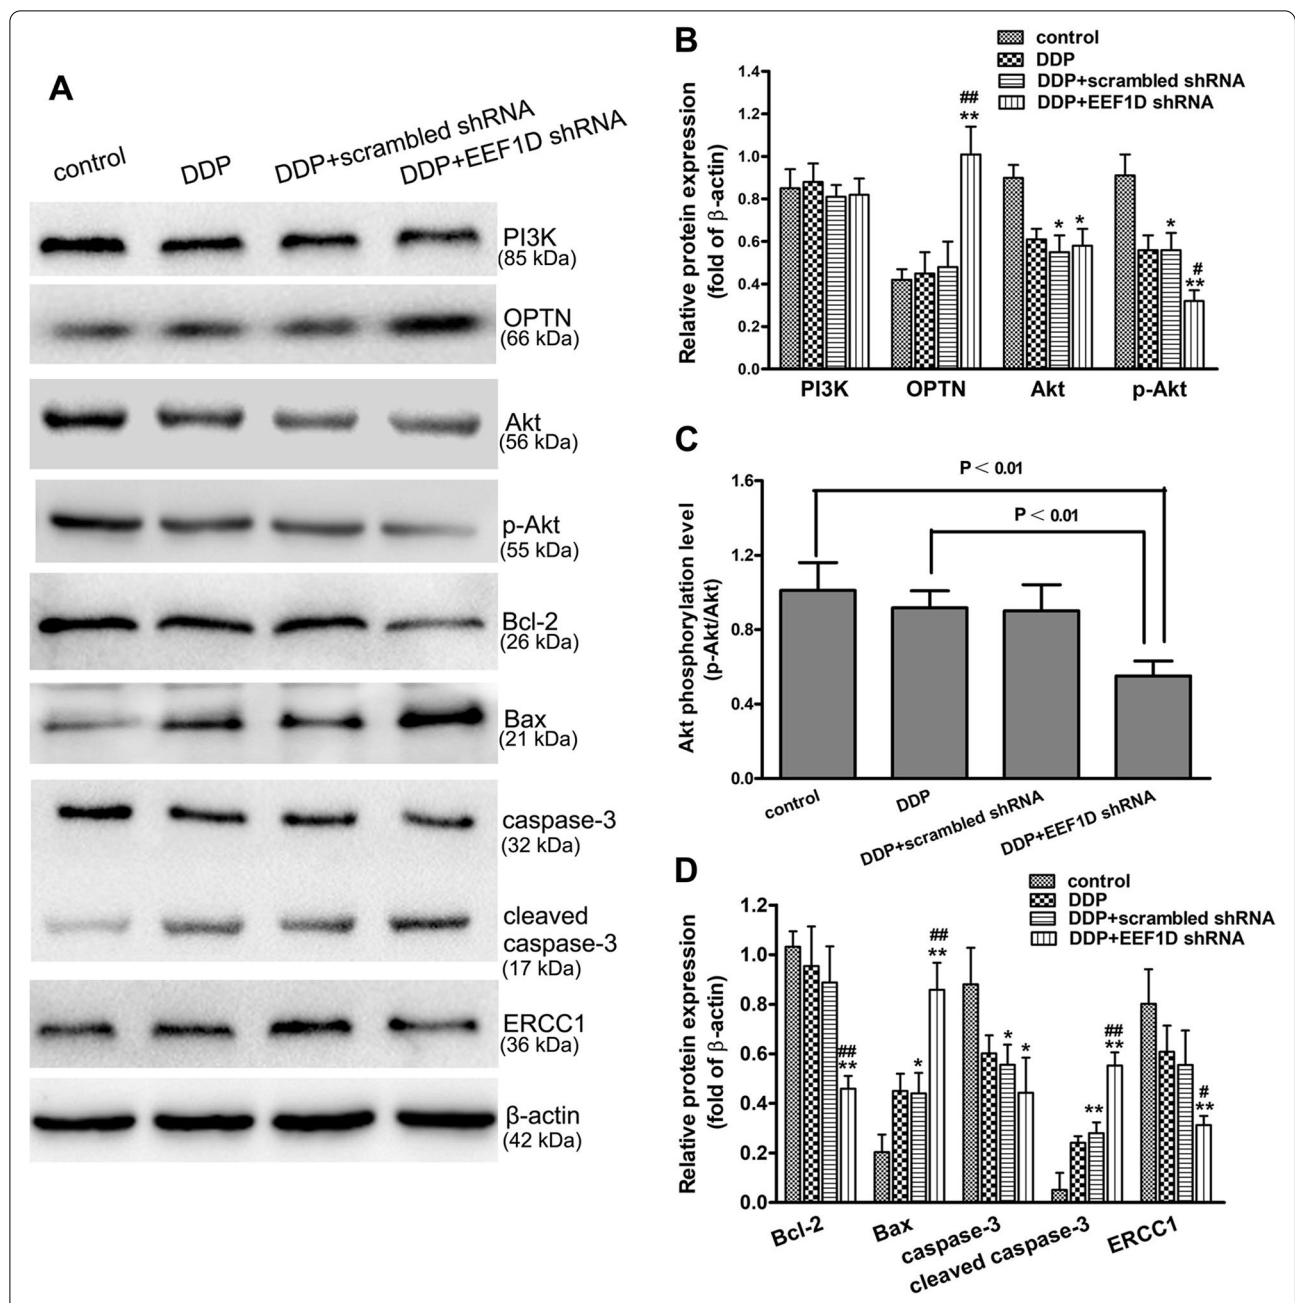 A
control
DDP
DDP+scrambled shRNA
DDP+EEF1D shRNA
PI3K
(85 kDa)
OPTN
(66 kDa)
Akt
(56 kDa)
p-Akt
(55 kDa)
Bcl-2
(26 kDa)
Bax
(21 kDa)
caspase-3
(32 kDa)
cleaved
caspase-3
(17 kDa)
ERCC1
(36 kDa)
β-actin
(42 kDa)
B
control
DDP
DDP+scrambled shRNA
DDP+EEF1D shRNA
Relative protein expression
(fold of β-actin)
1.4
1.2
1.0
0.8
0.6
0.4
0.2
0.0
##
**
*
*
*
#
**
PI3K
OPTN
Akt
p-Akt
C
Akt phosphorylation level
(p-Akt/Akt)
1.6
1.2
0.8
0.4
0.0
P < 0.01
P < 0.01
control
DDP
DDP+scrambled shRNA
DDP+EEF1D shRNA
D
control
DDP
DDP+scrambled shRNA
DDP+EEF1D shRNA
Relative protein expression
(fold of β-actin)
1.2
1.0
0.8
0.6
0.4
0.2
0.0
##
**
*
##
**
*
*
**
##
**
#
**
Bcl-2
Bax
caspase-3
cleaved caspase-3
ERCC1